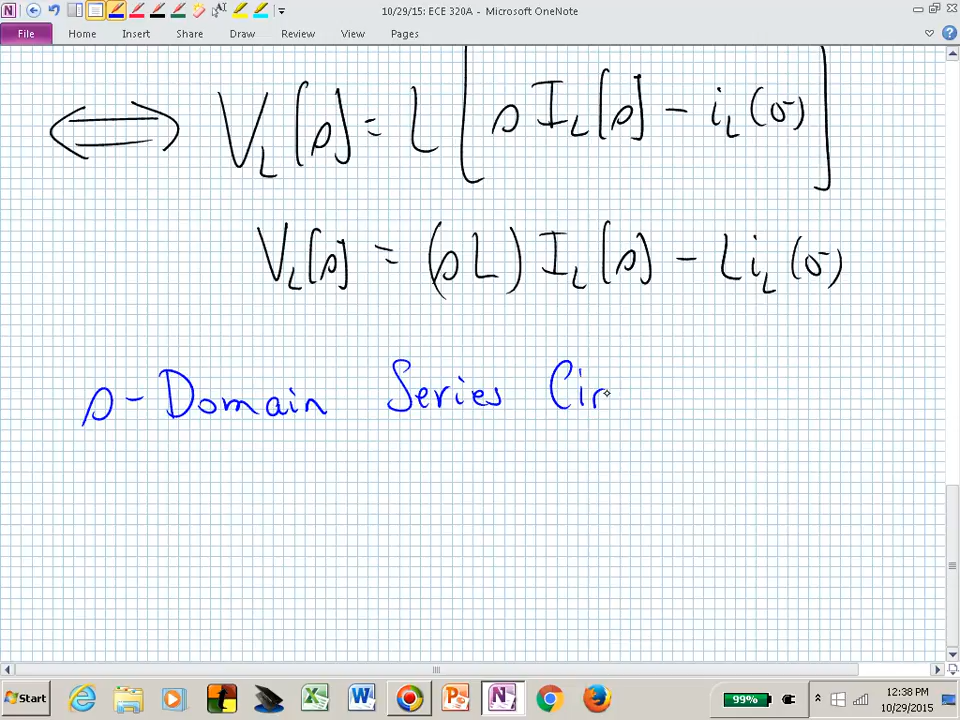 10/29/15: ECE 320A - Microsoft OneNote
File Home Insert Share Draw Review View Pages
⟺ V_L[s] = L [ s I_L[s] - i_L(0⁻) ]
V_L[s] = (sL) I_L[s] - L i_L(0⁻)
s-Domain Series Cir
Start 99% 12:38 PM
10/29/2015